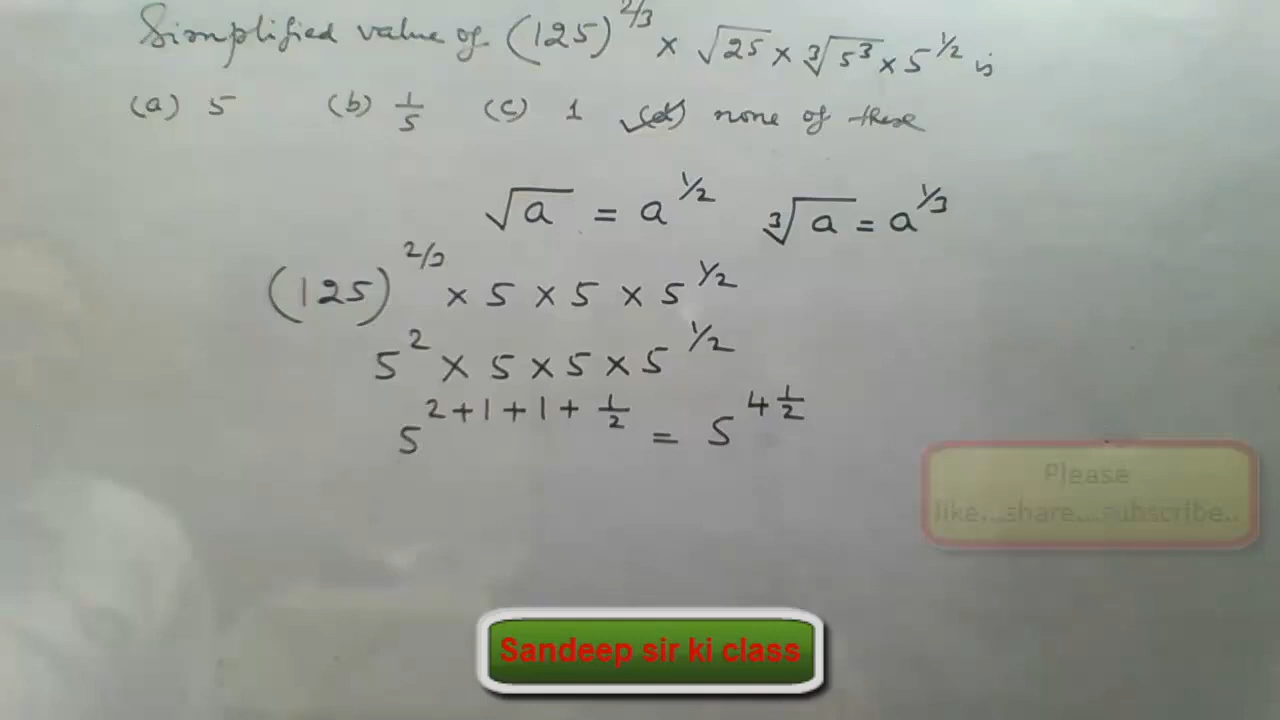 Simplified value of (125)^2/3 × √25 × ∛5³ × 5^1/2 is
(a) 5 (b) 1/5 (c) 1 (d) none of these
√a = a^1/2 ∛a = a^1/3
(125)^2/3 × 5 × 5 × 5^1/2
5² × 5 × 5 × 5^1/2
5^2+1+1+1/2 = 5^4 1/2
Please
like...share...subscribe..
Sandeep sir ki class